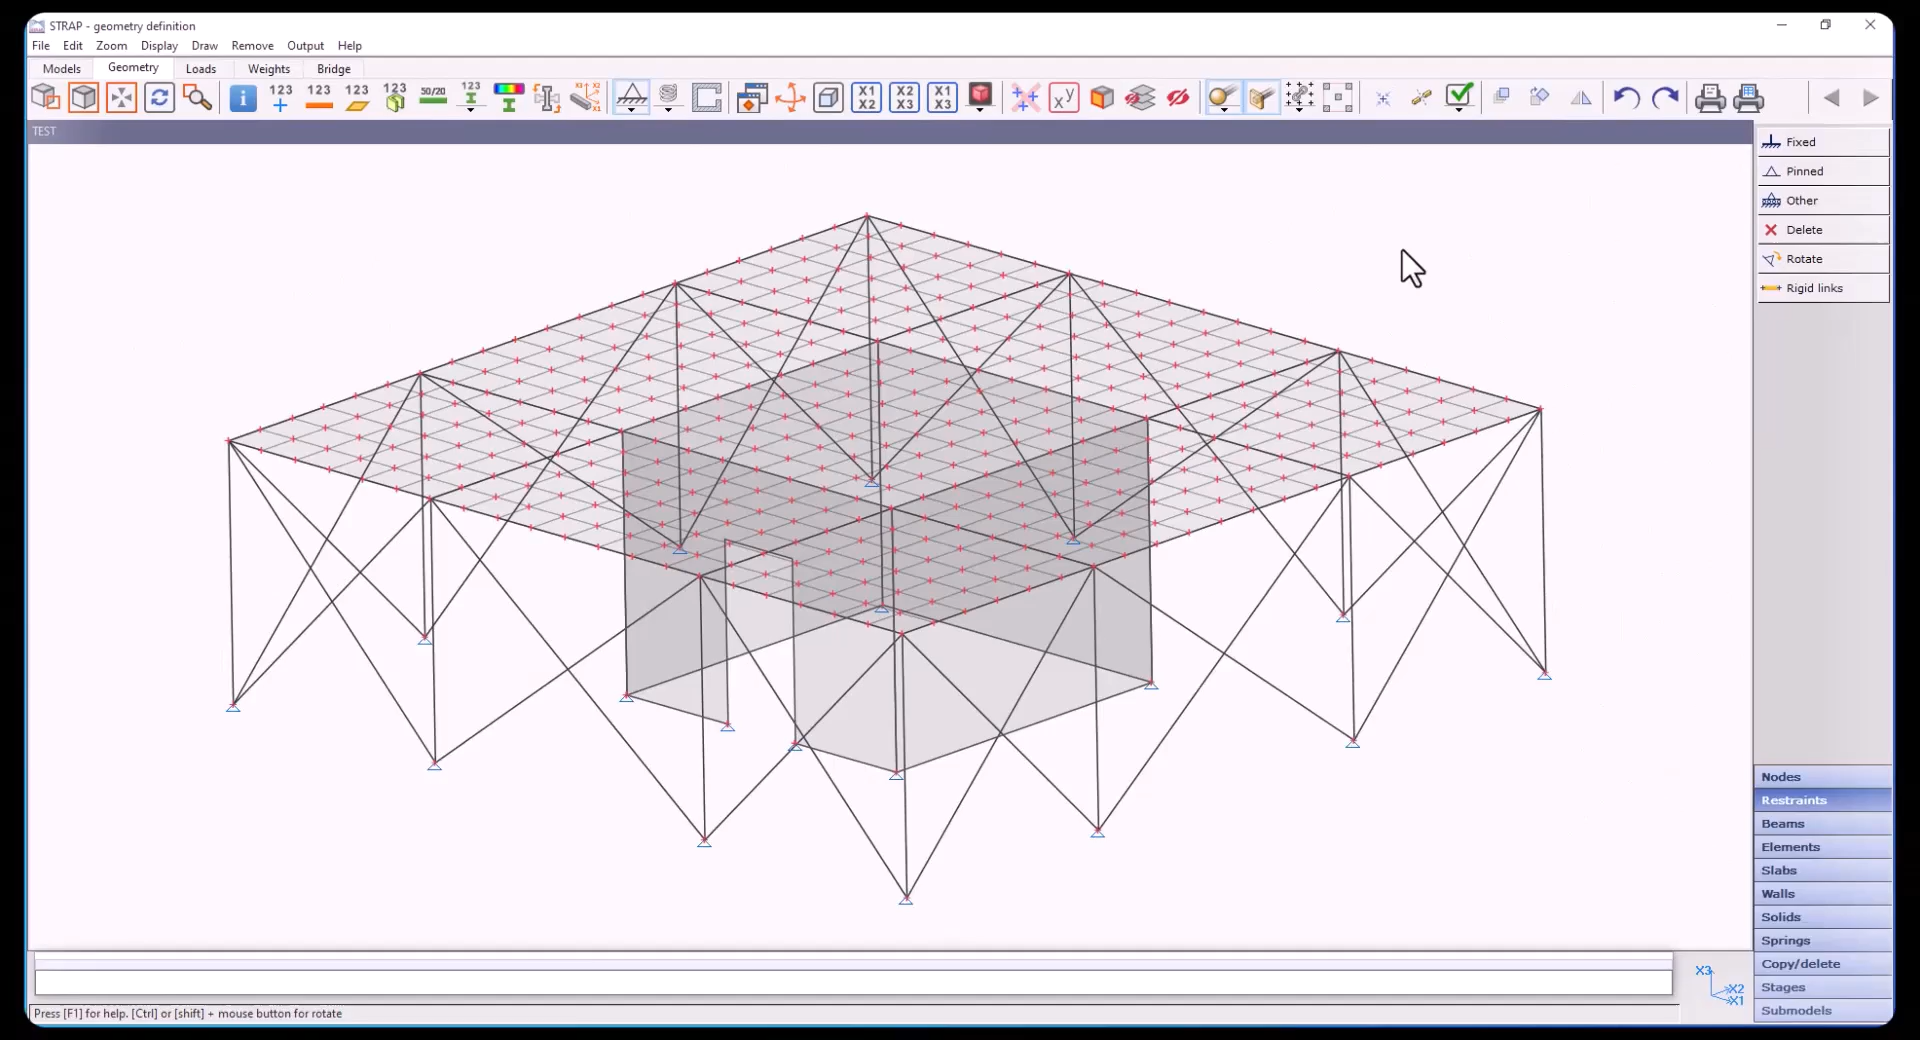 STRAP - geometry definition
File Edit Zoom Display Draw Remove Output Help
Models Geometry Loads Weights Bridge
123 123 123 123 50/20 123 X1 X2 X1 X2 X3 X1 X3 xy
TEST
Fixed
Pinned
Other
Delete
Rotate
Rigid links
Nodes
Restraints
Beams
Elements
Slabs
Walls
Solids
Springs
Copy/delete
Stages
Submodels
X3
X2
X1
Press [F1] for help. [Ctrl] or [shift] + mouse button for rotate